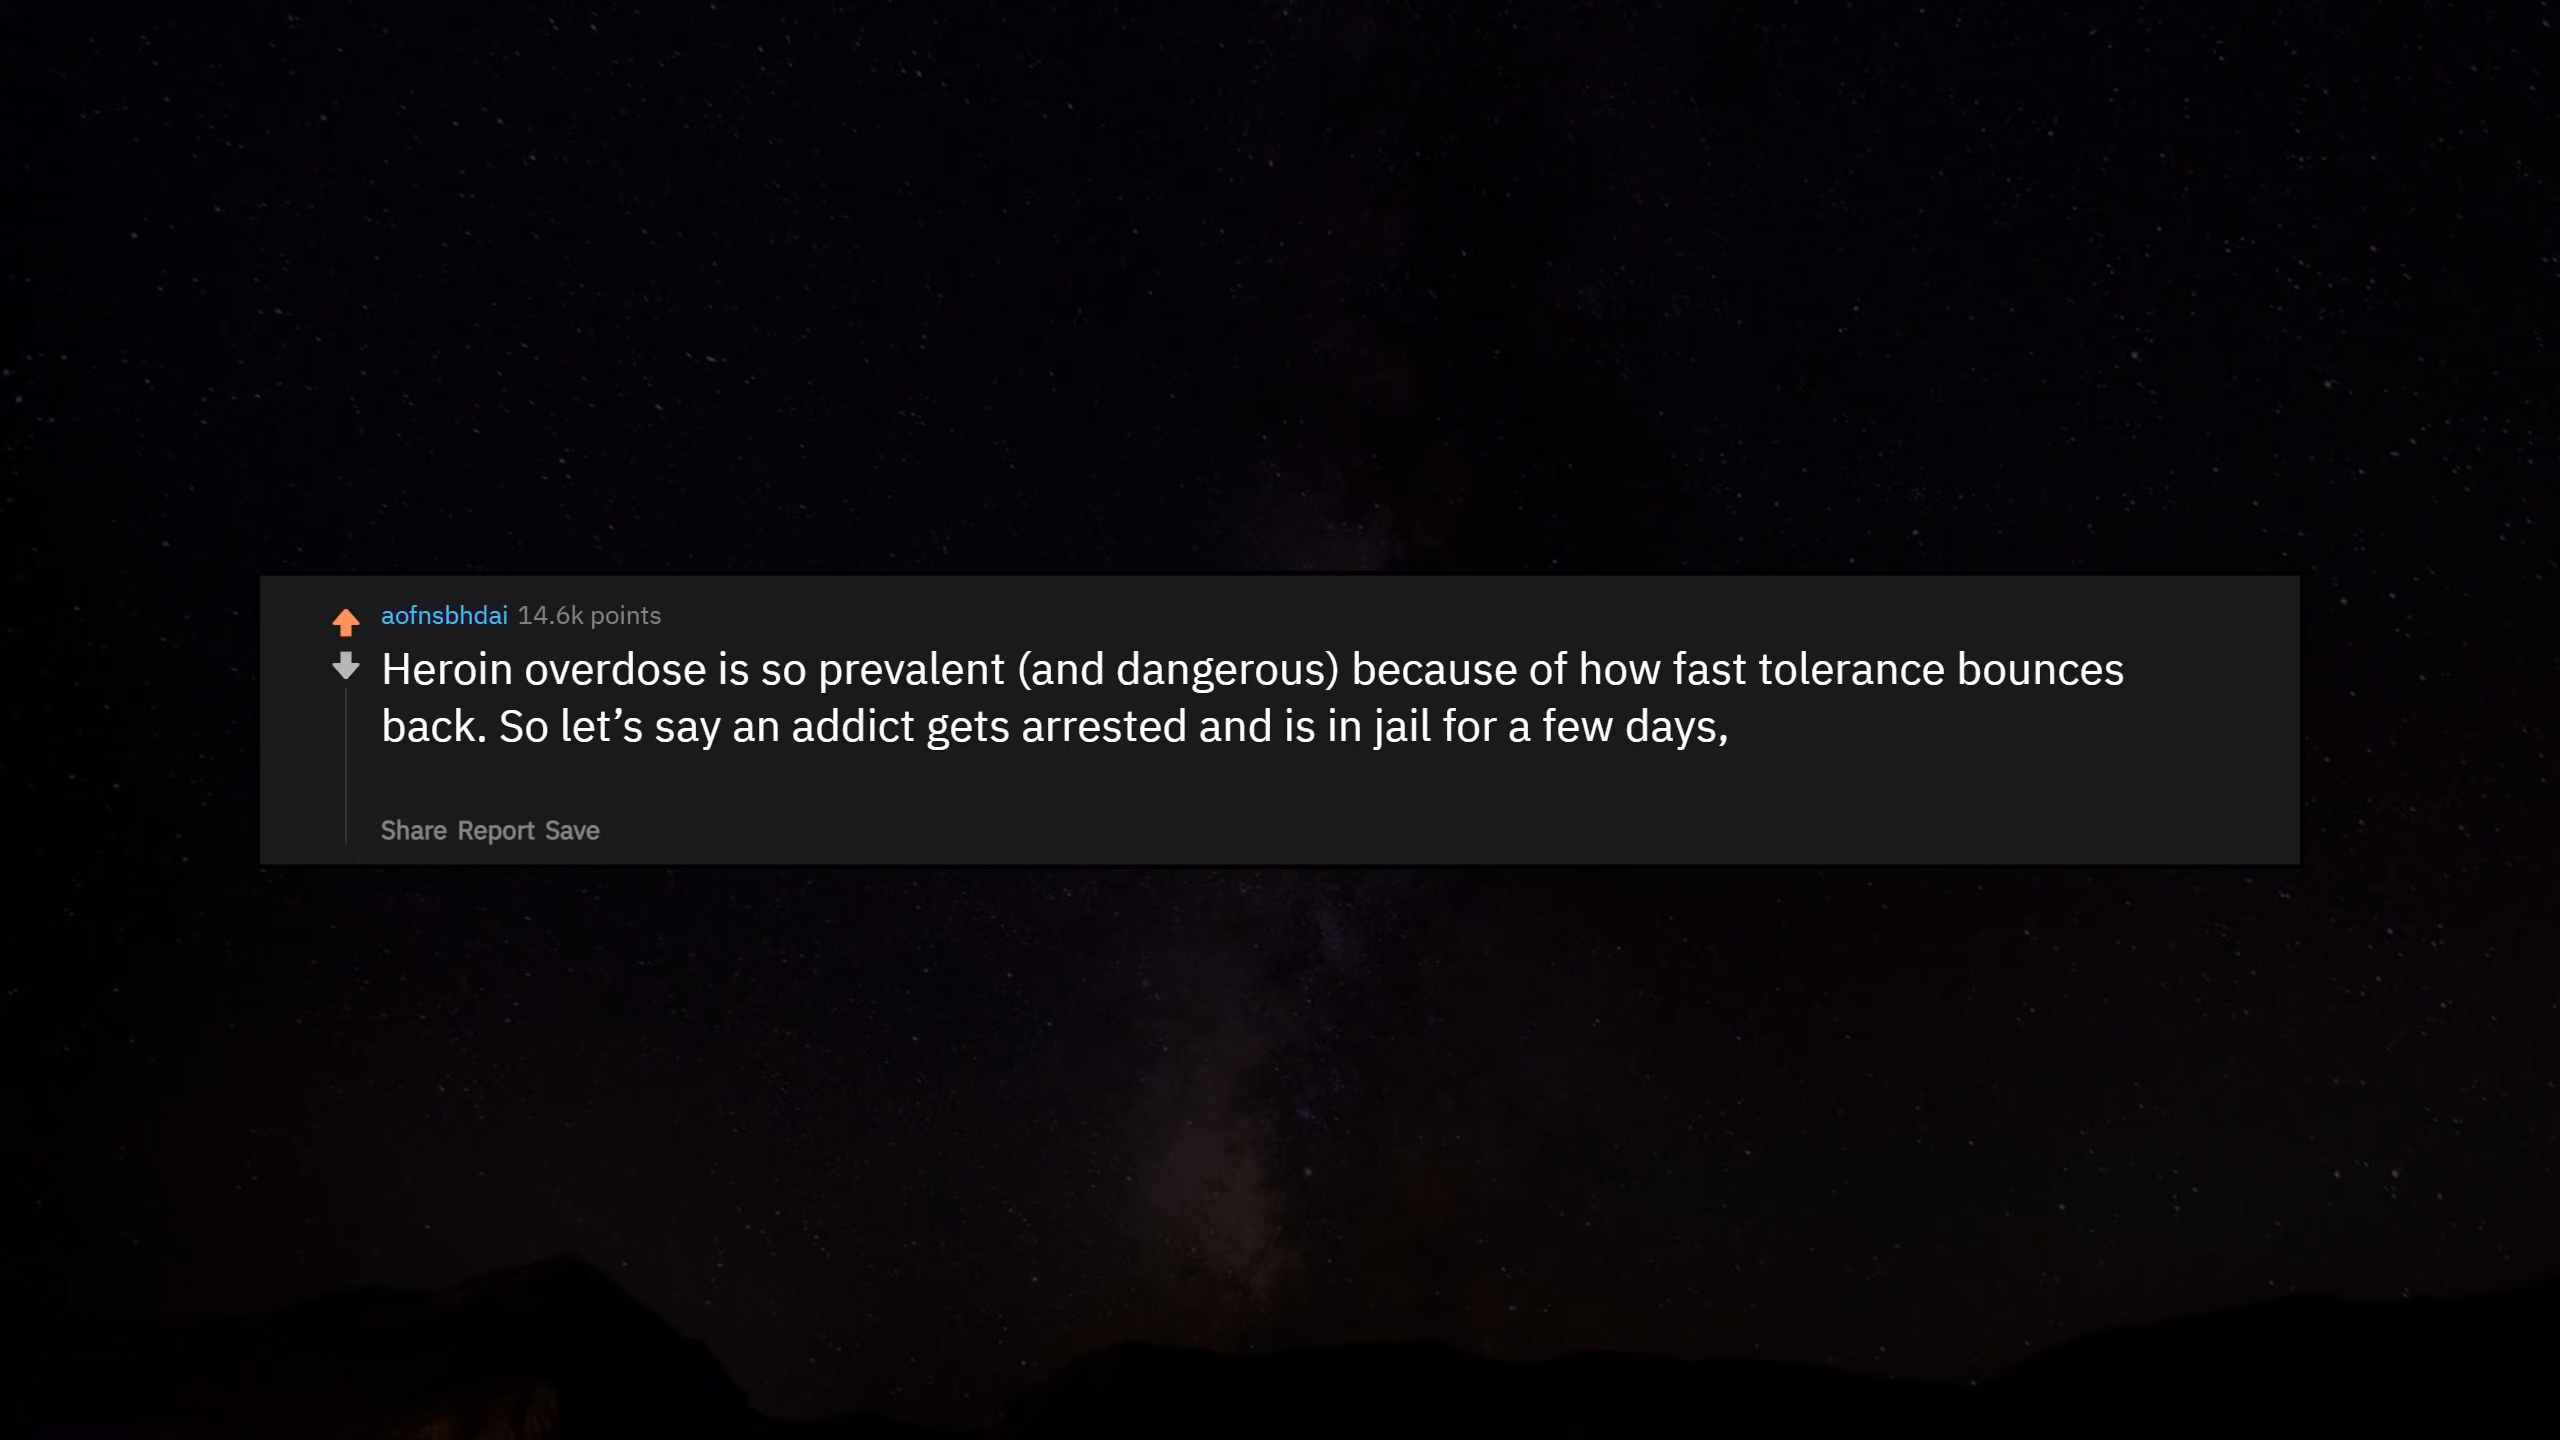 aofnsbhdai 14.6k points
Heroin overdose is so prevalent (and dangerous) because of how fast tolerance bounces
back. So let’s say an addict gets arrested and is in jail for a few days,
Share Report Save